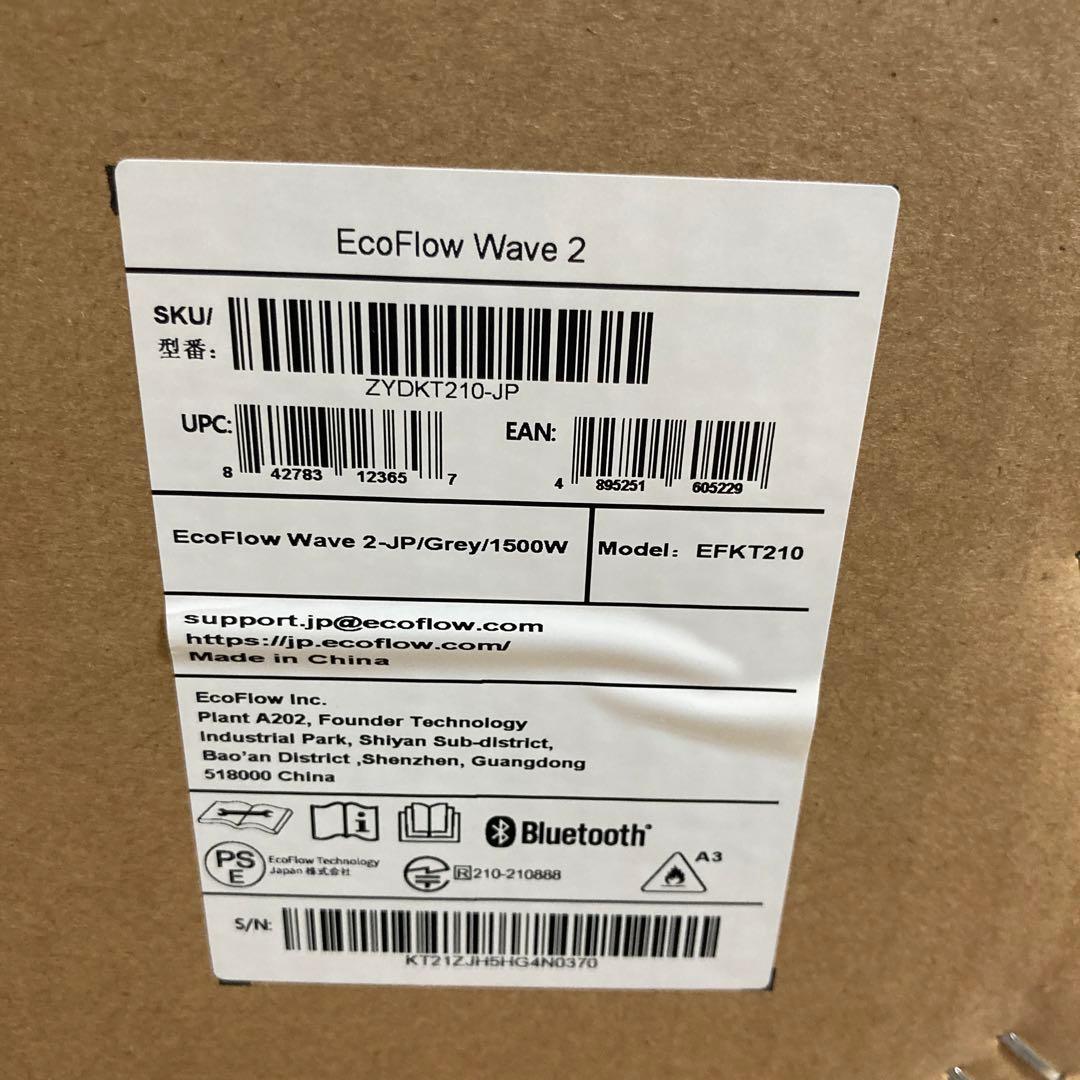 EcoFlow Wave 2
SKU/
型番:
ZYDKT210-JP
UPC:
8 42783 12365 7
EAN:
4 895251 605229
EcoFlow Wave 2-JP/Grey/1500W
Model: EFKT210
support.jp@ecoflow.com
https://jp.ecoflow.com/
Made in China
EcoFlow Inc.
Plant A202, Founder Technology
Industrial Park, Shiyan Sub-district,
Bao'an District ,Shenzhen, Guangdong
518000 China
i
Bluetooth
PS
E
EcoFlow Technology
Japan 株式会社
R 210-210888
A3
S/N:
KT21ZJH5HG4N0370